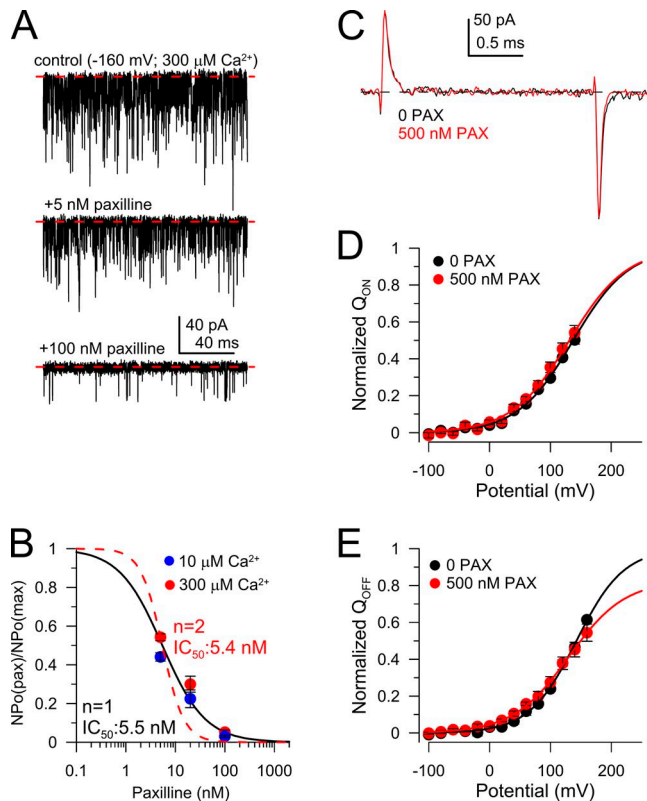 A
control (-160 mV; 300 μM Ca²⁺)
+5 nM paxilline
+100 nM paxilline
40 pA
40 ms
B
NPo(pax)/NPo(max)
1
0.8
0.6
0.4
0.2
0
10 μM Ca²⁺
300 μM Ca²⁺
n=2
IC₅₀:5.4 nM
n=1
IC₅₀:5.5 nM
0.1 1 10 100 1000
Paxilline (nM)
C
50 pA
0.5 ms
0 PAX
500 nM PAX
D
Normalized Q_ON
1
0.8
0.6
0.4
0.2
0
0 PAX
500 nM PAX
-100 0 100 200
Potential (mV)
E
Normalized Q_OFF
1
0.8
0.6
0.4
0.2
0
0 PAX
500 nM PAX
-100 0 100 200
Potential (mV)